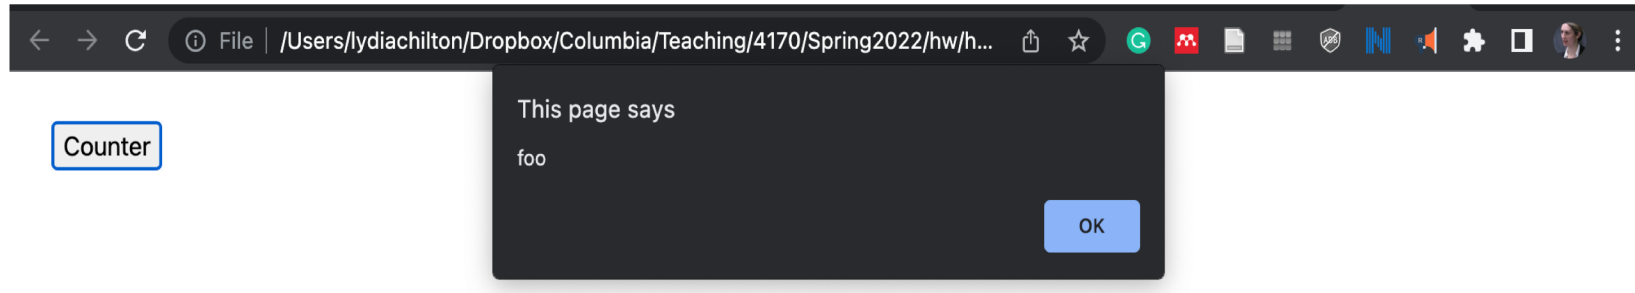 File | /Users/lydiachilton/Dropbox/Columbia/Teaching/4170/Spring2022/hw/h...
Counter
This page says
foo
OK